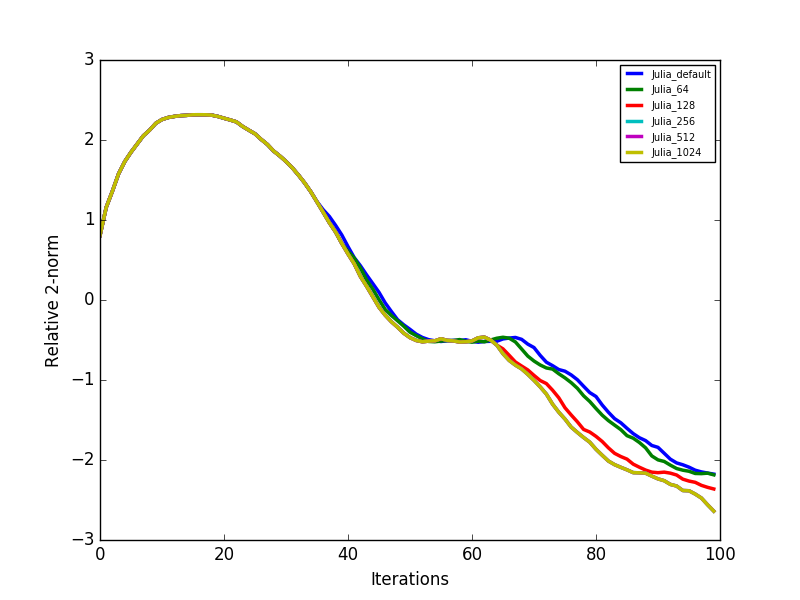 3
2
1
0
−1
−2
−3
Relative 2-norm
0 20 40 60 80 100
Iterations
Julia_default
Julia_64
Julia_128
Julia_256
Julia_512
Julia_1024